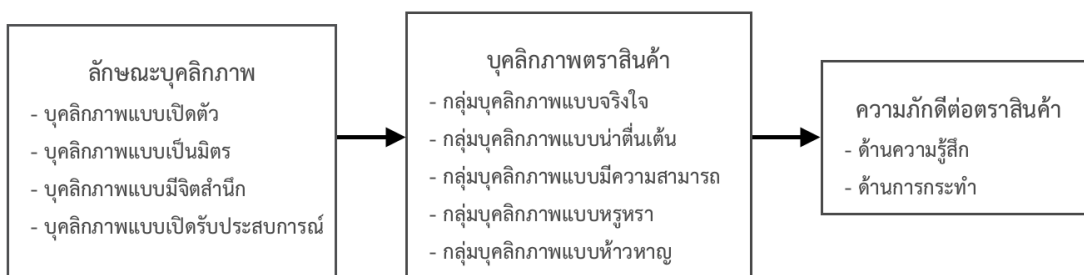 ลักษณะบุคลิกภาพ
- บุคลิกภาพแบบเปิดตัว
- บุคลิกภาพแบบเป็นมิตร
- บุคลิกภาพแบบมีจิตสำนึก
- บุคลิกภาพแบบเปิดรับประสบการณ์
บุคลิกภาพตราสินค้า
- กลุ่มบุคลิกภาพแบบจริงใจ
- กลุ่มบุคลิกภาพแบบน่าตื่นเต้น
- กลุ่มบุคลิกภาพแบบมีความสามารถ
- กลุ่มบุคลิกภาพแบบหรูหรา
- กลุ่มบุคลิกภาพแบบห้าวหาญ
ความภักดีต่อตราสินค้า
- ด้านความรู้สึก
- ด้านการกระทำ